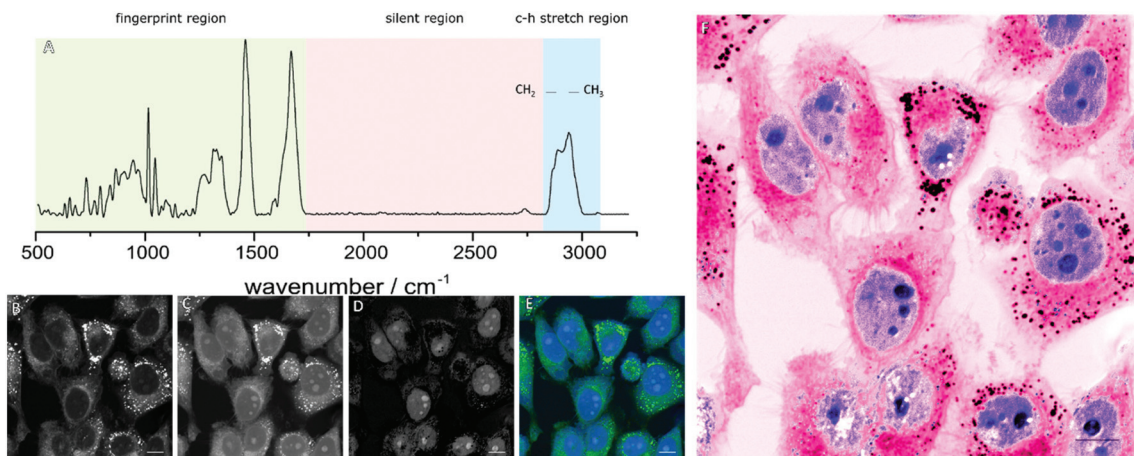 fingerprint region
silent region
c-h stretch region
A
CH₂ — — CH₃
500 1000 1500 2000 2500 3000
wavenumber / cm⁻¹
B
C
D
E
F